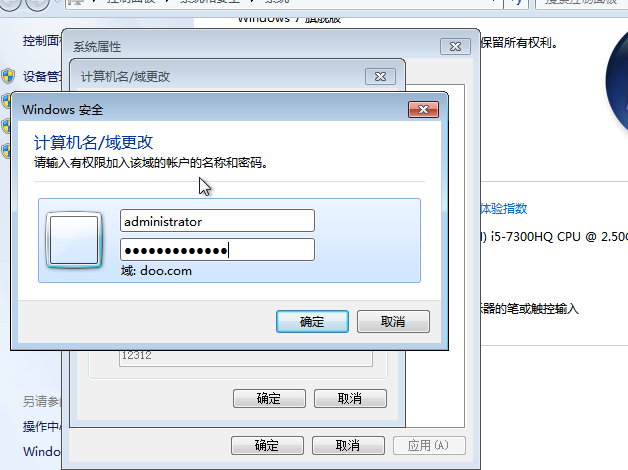 控制面板
系统和安全
系统
搜索控制面板
Windows 7 旗舰版
控制面
系统属性
保留所有权利。
设备管
计算机名/域更改
Windows 安全
计算机名/域更改
请输入有权限加入该域的帐户的名称和密码。
administrator
●●●●●●●●●●●●●
域: doo.com
体验指数
i5-7300HQ CPU @ 2.50
示器的笔或触控输入
确定
取消
12312
确定
取消
另请参
操作中
Windo
确定
取消
应用(A)